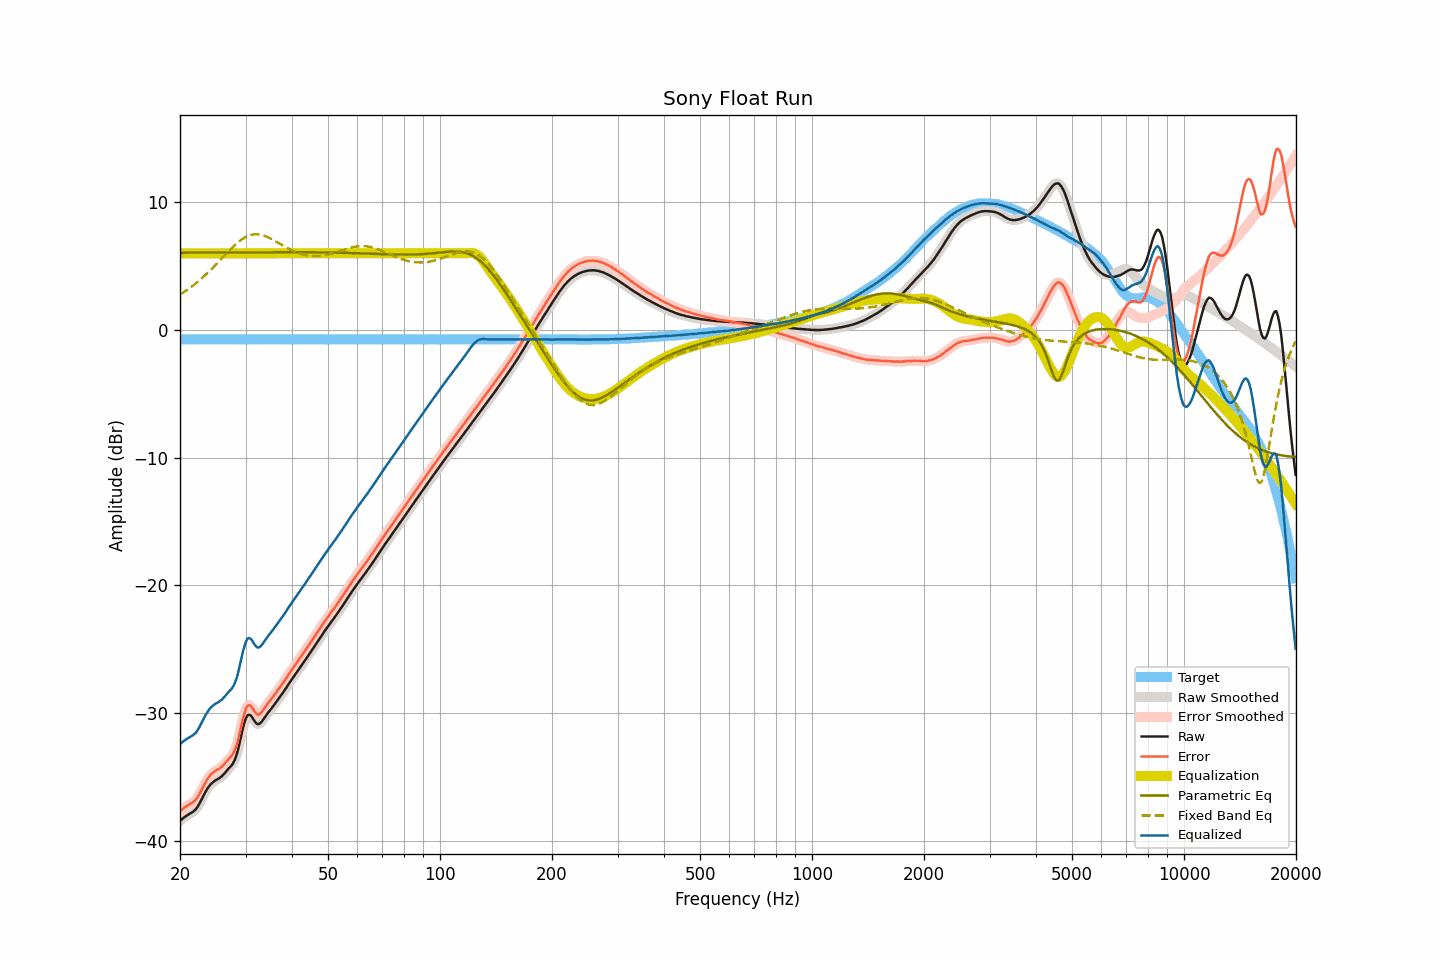 Sony Float Run
10
0
−10
−20
−30
−40
Amplitude (dBr)
20
50
100
200
500
1000
2000
5000
10000
20000
Frequency (Hz)
Target
Raw Smoothed
Error Smoothed
Raw
Error
Equalization
Parametric Eq
Fixed Band Eq
Equalized